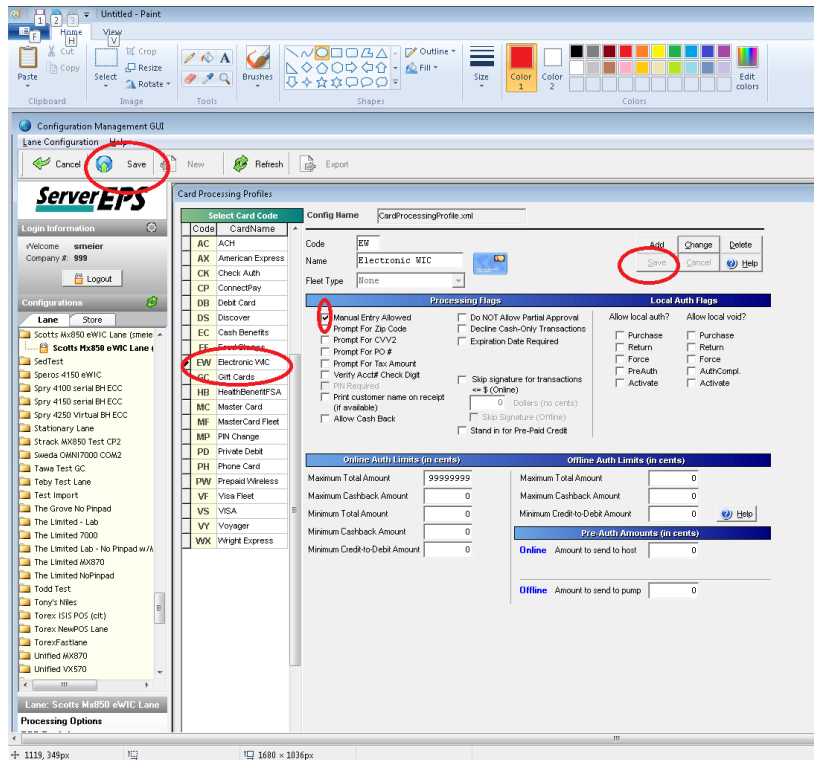 Untitled - Paint
1 2 3
F Home View
H V
Paste
Cut
Copy
Clipboard
Select
Crop
Resize
Rotate
Image
A
Tools
Brushes
Outline
Fill
Shapes
Size
Color 1
Color 2
Edit colors
Colors
Configuration Management GUI
Lane Configuration Help
Cancel Save New Refresh Export
ServerEPS
Login Information
Welcome smeier
Company #: 999
Logout
Configurations
Lane Store
Scotts Mx850 eWIC Lane (smeie
Scotts Mx850 eWIC Lane (
SedTest
Speros 4150 eWIC
Spry 4100 serial BH ECC
Spry 4150 serial BH ECC
Spry 4250 Virtual BH ECC
Stationary Lane
Strack MX850 Test CP2
Sweda OMNI7000 COM2
Tawa Test GC
Teby Test Lane
Test Import
The Grove No Pinpad
The Limited - Lab
The Limited 7000
The Limited Lab - No Pinpad w/
The Limited MX870
The Limited NoPinpad
Todd Test
Tony's Niles
Torex ISIS POS (clt)
Torex NewPOS Lane
TorexFastlane
Unified MX870
Unified VX570
Lane: Scotts Mx850 eWIC Lane
Processing Options
Card Processing Profiles
Select Card Code
Code CardName
AC ACH
AX American Express
CK Check Auth
CP ConnectPay
DB Debit Card
DS Discover
EC Cash Benefits
EF Food Stamps
EW Electronic WIC
GC Gift Cards
HB HealthBenefitFSA
MC Master Card
MF MasterCard Fleet
MP PIN Change
PD Private Debit
PH Phone Card
PW Prepaid Wireless
VF Visa Fleet
VS VISA
VY Voyager
WX Wright Express
Config Name CardProcessingProfile.xml
Code EW
Name Electronic WIC
Fleet Type None
Add Change Delete
Save Cancel Help
Processing Flags
Manual Entry Allowed
Prompt For Zip Code
Prompt For CVV2
Prompt For PO #
Prompt For Tax Amount
Verify Acct# Check Digit
PIN Required
Print customer name on receipt
(if available)
Allow Cash Back
Do NOT Allow Partial Approval
Decline Cash-Only Transactions
Expiration Date Required
Skip signature for transactions
<= $ (Online)
0 Dollars (no cents)
Skip Signature (Offline)
Stand in for Pre-Paid Credit
Local Auth Flags
Allow local auth? Allow local void?
Purchase Purchase
Return Return
Force Force
PreAuth AuthCompl.
Activate Activate
Online Auth Limits (in cents)
Maximum Total Amount 99999999
Maximum Cashback Amount 0
Minimum Total Amount 0
Minimum Cashback Amount 0
Minimum Credit-to-Debit Amount 0
Offline Auth Limits (in cents)
Maximum Total Amount 0
Maximum Cashback Amount 0
Minimum Credit-to-Debit Amount 0 Help
Pre-Auth Amounts (in cents)
Online Amount to send to host 0
Offline Amount to send to pump 0
1119, 349px
1680 × 1036px